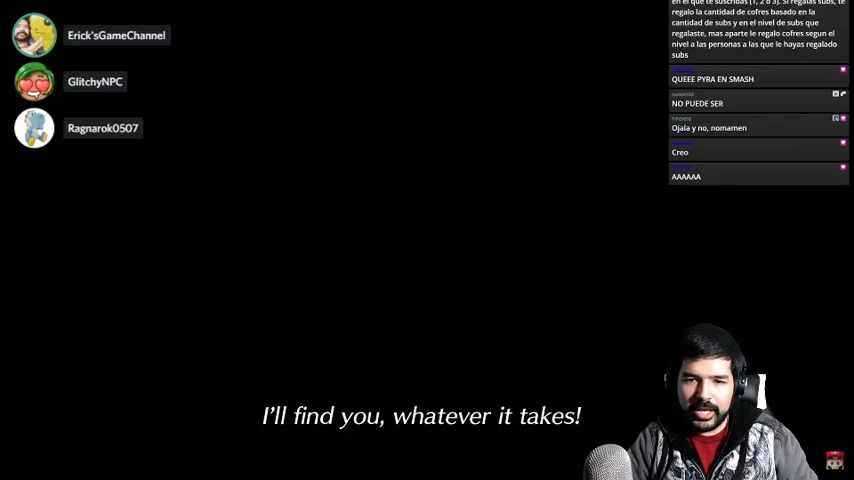 Erick'sGameChannel
GlitchyNPC
Ragnarok0507
en el que te suscribas (1, 2 o 3). Si regalas subs, te
regalo la cantidad de cofres basado en la
cantidad de subs y en el nivel de subs que
regalaste, mas aparte le regalo cofres segun el
nivel a las personas a las que le hayas regalado
subs
QUEEE PYRA EN SMASH
NO PUEDE SER
Ojala y no, nomamen
Creo
AAAAAA
I'll find you, whatever it takes!